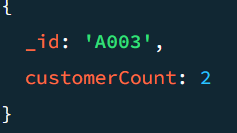 {
_id: 'A003',
customerCount: 2
}